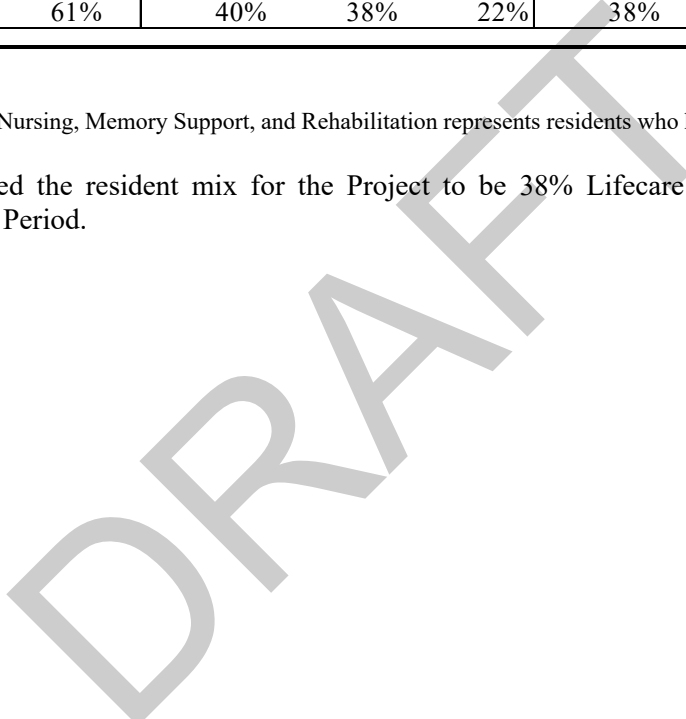 61% 40% 38% 22% 38%
Nursing, Memory Support, and Rehabilitation represents residents who
ed the resident mix for the Project to be 38% Lifecare
Period.
DRAFT